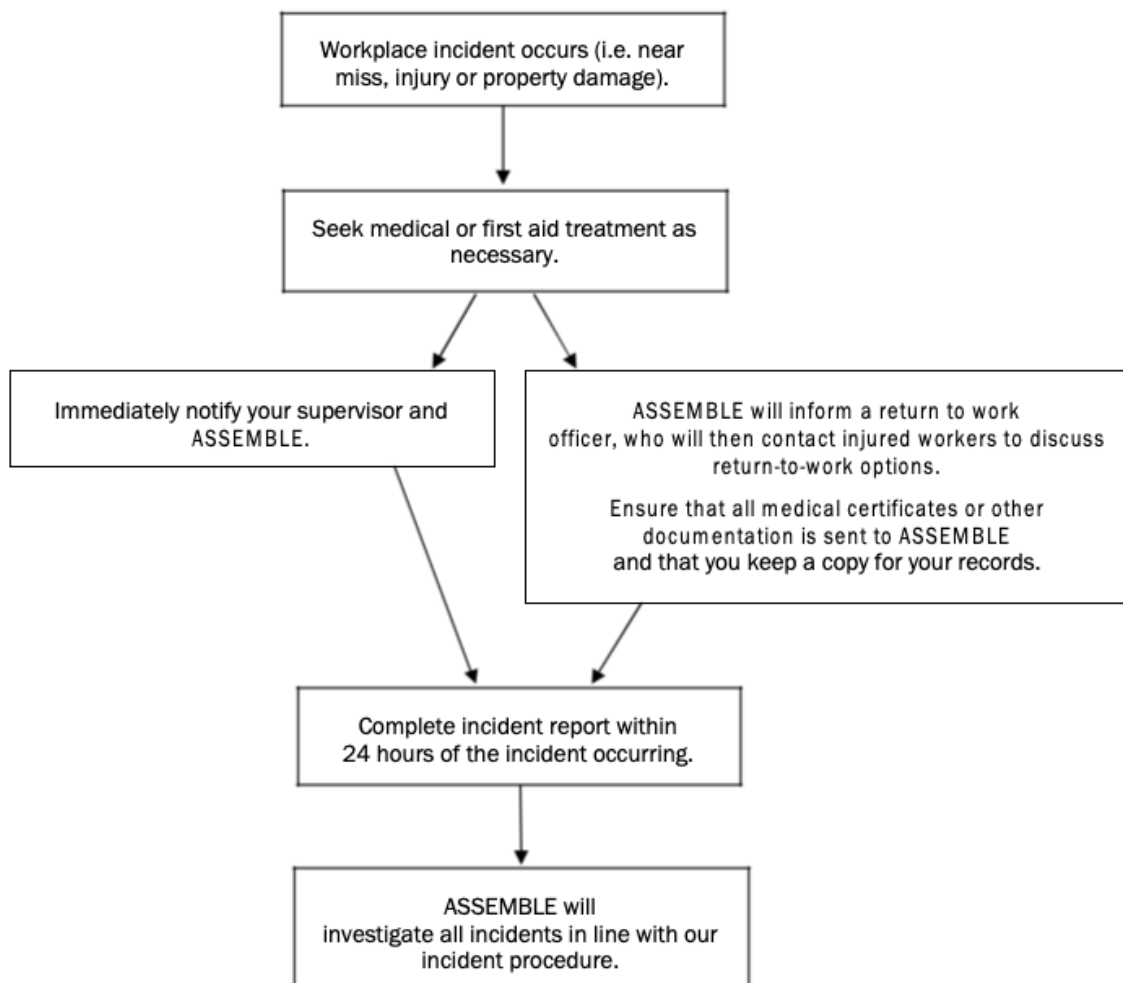 Workplace incident occurs (i.e. near
miss, injury or property damage).
Seek medical or first aid treatment as
necessary.
Immediately notify your supervisor and
ASSEMBLE.
ASSEMBLE will inform a return to work
officer, who will then contact injured workers to discuss
return-to-work options.
Ensure that all medical certificates or other
documentation is sent to ASSEMBLE
and that you keep a copy for your records.
Complete incident report within
24 hours of the incident occurring.
ASSEMBLE will
investigate all incidents in line with our
incident procedure.